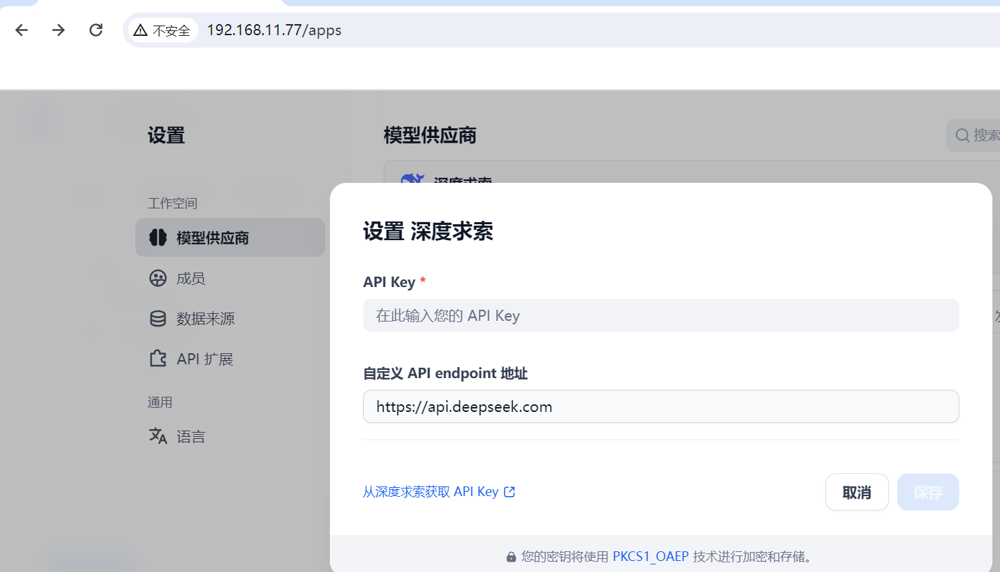 不安全 192.168.11.77/apps
设置
模型供应商
搜索
深度求索
工作空间
模型供应商
成员
数据来源
API 扩展
通用
语言
设置 深度求索
API Key *
在此输入您的 API Key
自定义 API endpoint 地址
https://api.deepseek.com
从深度求索获取 API Key
取消
保存
您的密钥将使用 PKCS1_OAEP 技术进行加密和存储。